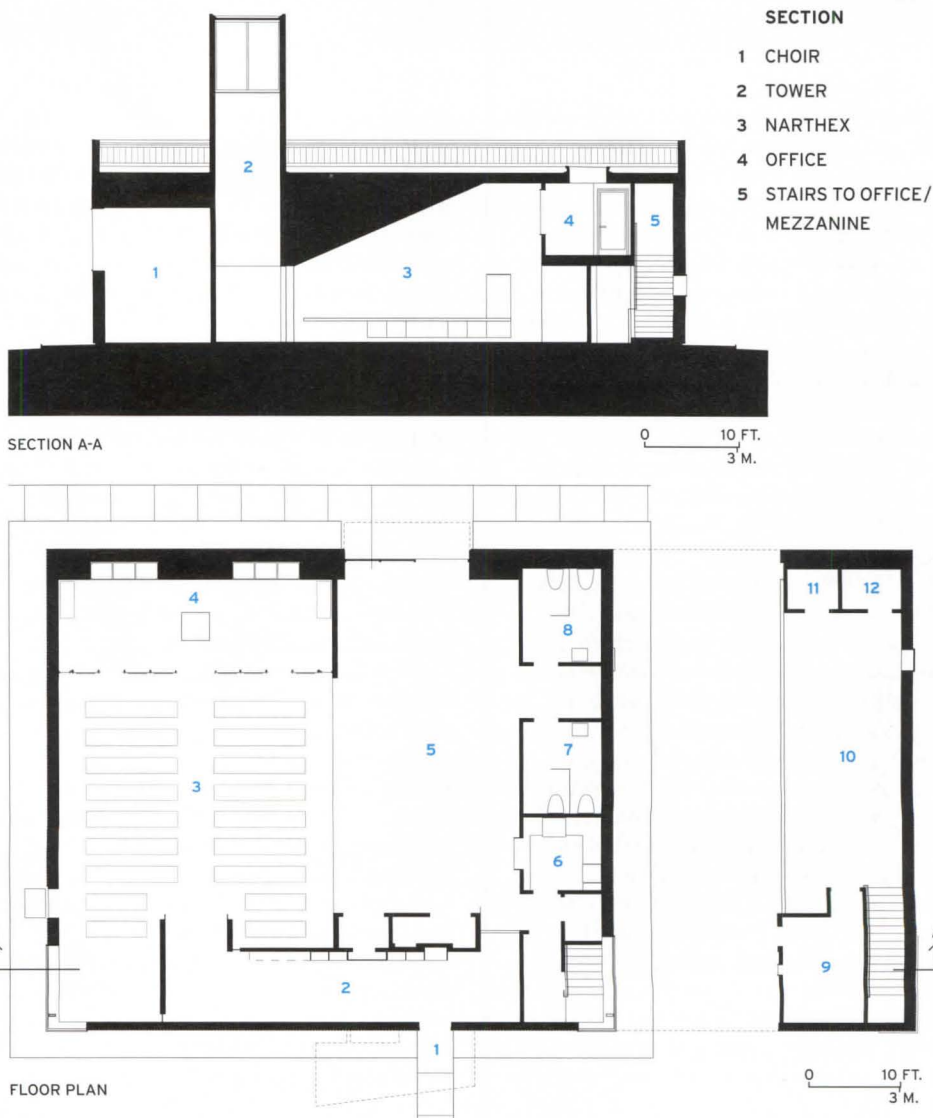 SECTION
1 CHOIR
2 TOWER
3 NARTHEX
4 OFFICE
5 STAIRS TO OFFICE/
MEZZANINE
2
1
3
4
5
SECTION A-A
0 10 FT.
3 M.
4
8
11
12
5
10
3
7
6
9
2
1
FLOOR PLAN
0 10 FT.
3 M.